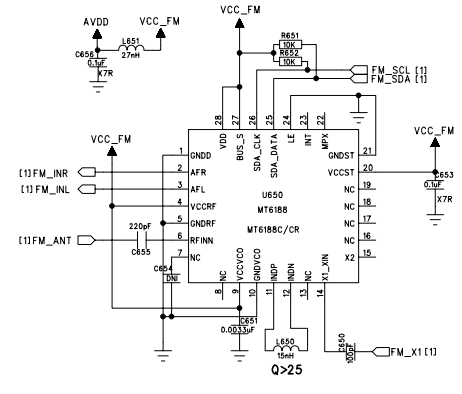 VCC_FM
AVDD
L651
VCC_FM
R651
10K
R652
10K
C656
27nH
0.1uF
X7R
FM_SCL [1]
FM_SDA [1]
28
27
26
25
24
23
22
VDD
BUS_S
SDA_CLK
SDA_DATA
LE
INT
MPX
VCC_FM
VCC_FM
1 GNDD
GNDST 21
[1]FM_INR
2 AFR
VCCST 20
C653
0.1uF
X7R
[1]FM_INL
3 AFL
U650
NC 19
4 VCCRF
MT6188
NC 18
220pF
5 GNDRF
MT6188C/CR
NC 17
[1]FM_ANT
C655
6 RFINN
NC 16
7 NC
X2 15
C654
DNI
NC
VCCVCO
GNDVCO
INDP
INDN
NC
X1_XIN
8
9
10
11
12
13
14
C651
0.0033uF
L650
15nH
C650
100pF
FM_X1 [1]
Q>25